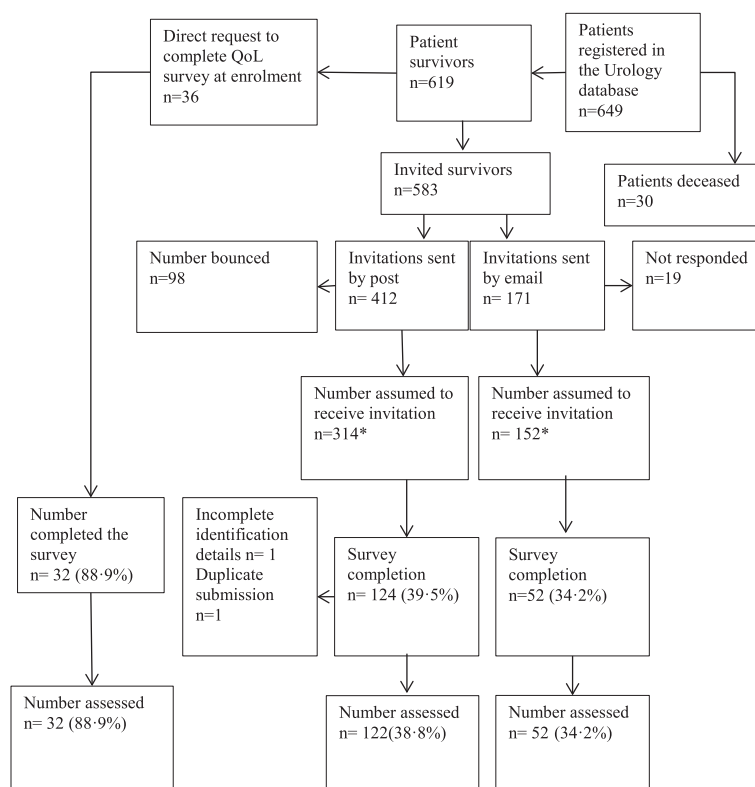 Direct request to
complete QoL
survey at enrolment
n=36
Patient
survivors
n=619
Patients
registered in
the Urology
database
n=649
Invited survivors
n=583
Patients deceased
n=30
Number bounced
n=98
Invitations sent
by post
n= 412
Invitations sent
by email
n= 171
Not responded
n=19
Number assumed to
receive invitation
n=314*
Number assumed to
receive invitation
n= 152*
Number
completed the
survey
n= 32 (88·9%)
Incomplete
identification
details n= 1
Duplicate
submission
n=1
Survey
completion
n= 124 (39·5%)
Survey
completion
n=52 (34·2%)
Number assessed
n= 32 (88·9%)
Number assessed
n= 122(38·8%)
Number assessed
n= 52 (34·2%)